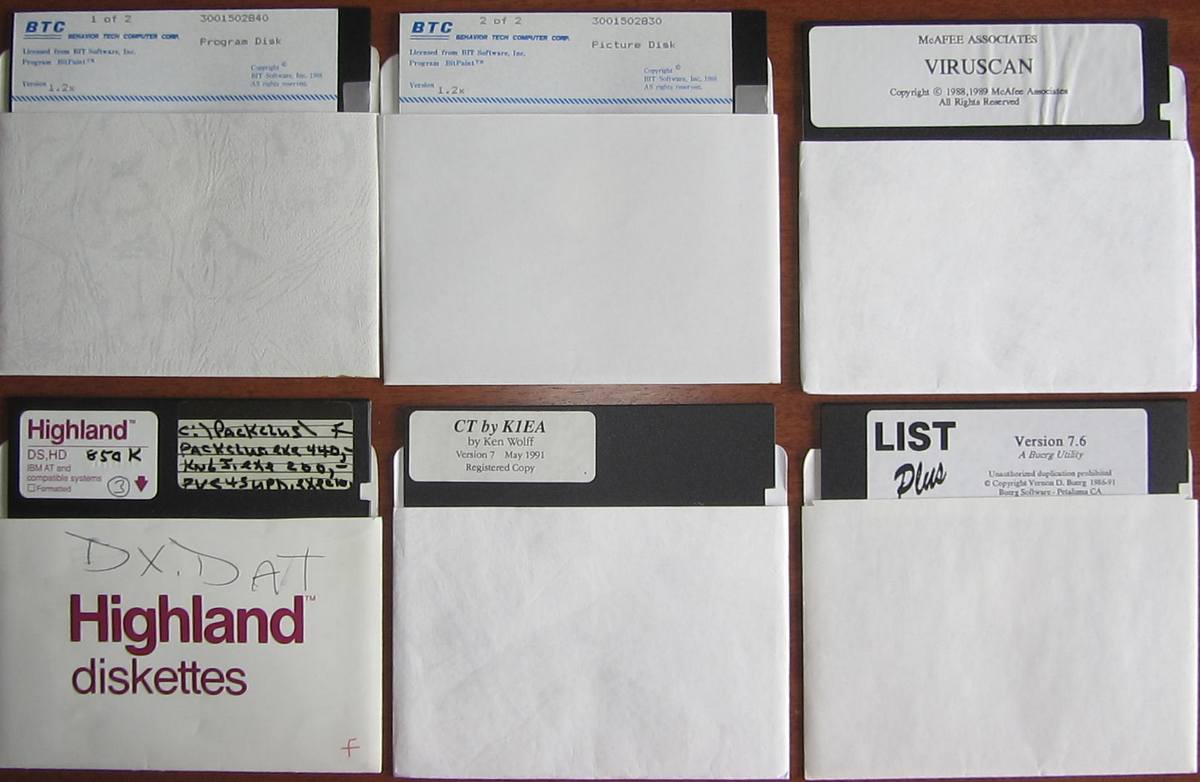 1 of 2
3001502840
BTC BEHAVIOR TECH COMPUTER CORP.
Program Disk
Licensed from BIT Software, Inc.
Program BitPaint™
Copyright ©
BIT Software, Inc. 1988
All rights reserved.
Version 1.2x
2 of 2
3001502830
BTC BEHAVIOR TECH COMPUTER CORP.
Picture Disk
Licensed from BIT Software, Inc.
Program BitPaint™
Copyright ©
BIT Software, Inc. 1988
All rights reserved.
Version 1.2x
McAFEE ASSOCIATES
VIRUSCAN
Copyright © 1988,1989 McAfee Associates
All Rights Reserved
Highland™
DS,HD 850 K
IBM AT and
compatible systems
Formatted
3
C:\Packclus\
440,-
200,-
DX.DAT
Highland™
diskettes
F
CT by K1EA
by Ken Wolff
Version 7 May 1991
Registered Copy
LIST
Plus
Version 7.6
A Buerg Utility
Unauthorized duplication prohibited
© Copyright Vernon D. Buerg 1986-91
Buerg Software - Petaluma CA